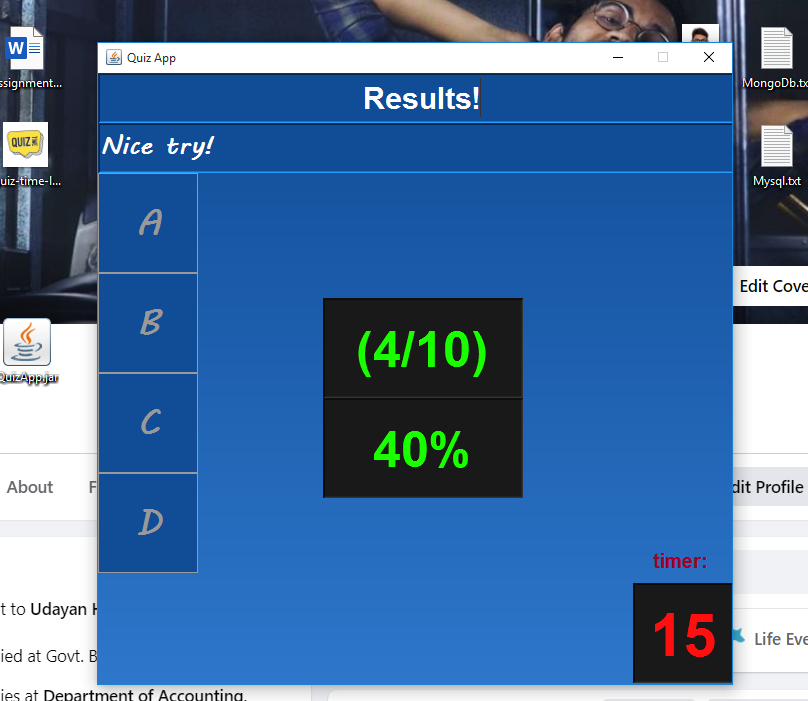 Quiz App
Results!
Nice try!
A
B
C
D
(4/10)
40%
timer:
15
W
ssignment...
QUIZ
uiz-time-l...
QuizApp.jar
MongoDb.tx
Mysql.txt
Edit Cove
About
F
dit Profile
t to Udayan H
ied at Govt. B
ies at Department of Accounting,
Life Eve